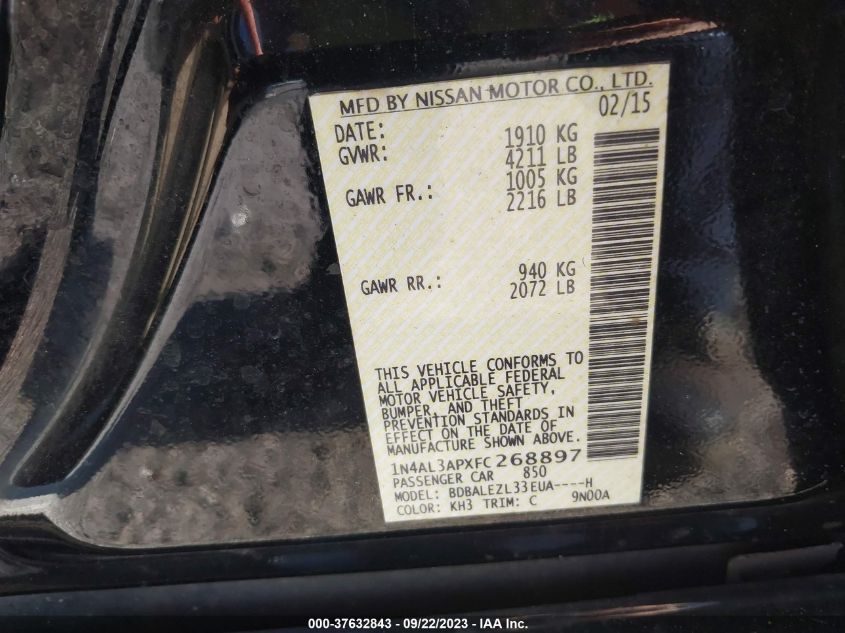 MFD BY NISSAN MOTOR CO., LTD.
DATE: 02/15
GVWR: 1910 KG
4211 LB
GAWR FR.: 1005 KG
2216 LB
GAWR RR.: 940 KG
2072 LB
THIS VEHICLE CONFORMS TO
ALL APPLICABLE FEDERAL
MOTOR VEHICLE SAFETY,
BUMPER, AND THEFT
PREVENTION STANDARDS IN
EFFECT ON THE DATE OF
MANUFACTURE SHOWN ABOVE.
1N4AL3APXFC268897
PASSENGER CAR 850
MODEL: BDBALEZL33EUA----H
COLOR: KH3 TRIM: C 9N00A
000-37632843 - 09/22/2023 - IAA Inc.